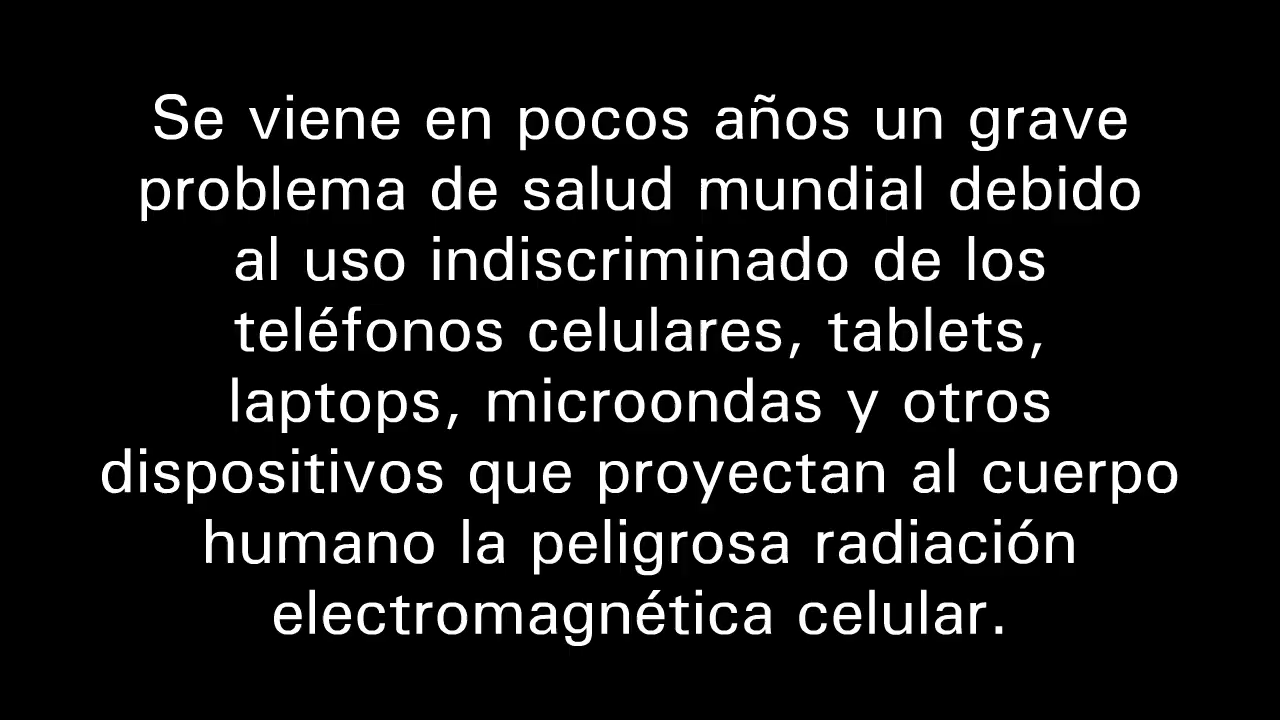 Se viene en pocos años un grave
problema de salud mundial debido
al uso indiscriminado de los
teléfonos celulares, tablets,
laptops, microondas y otros
dispositivos que proyectan al cuerpo
humano la peligrosa radiación
electromagnética celular.